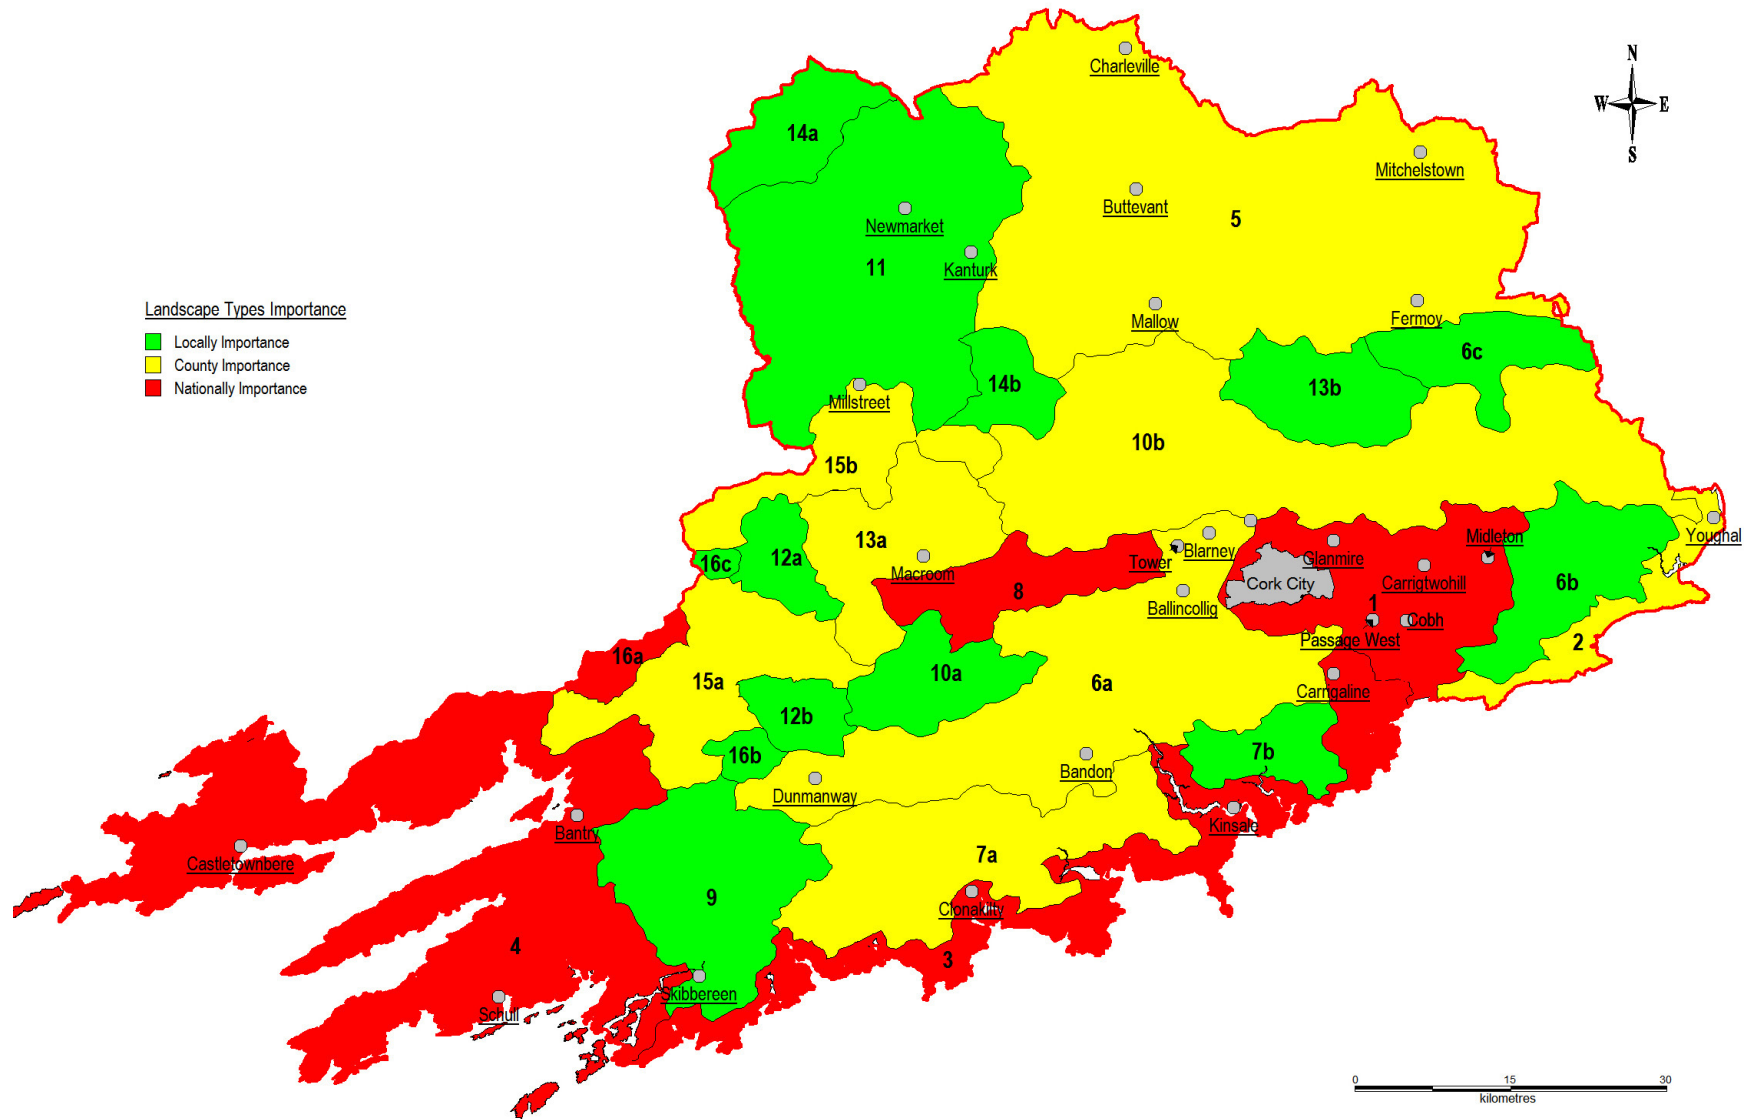 N
W E
S
Charleville
Mitchelstown
14a
Buttevant
5
Newmarket
11
Kanturk
Landscape Types Importance
Locally Importance
County Importance
Nationally Importance
Mallow
Fermoy
6c
14b
13b
Millstreet
10b
15b
13a
12a
16c
Macroom
8
Tower
Blarney
Ballincollig
Cork City
Glanmire
Midleton
Carrigtwohill
1
Cobh
Passage West
Youghal
6b
2
16a
15a
10a
6a
Carrigaline
12b
16b
7b
Bandon
Dunmanway
Kinsale
Bantry
Castletownbere
7a
9
Clonakilty
4
3
Skibbereen
Schull
0 15 30
kilometres